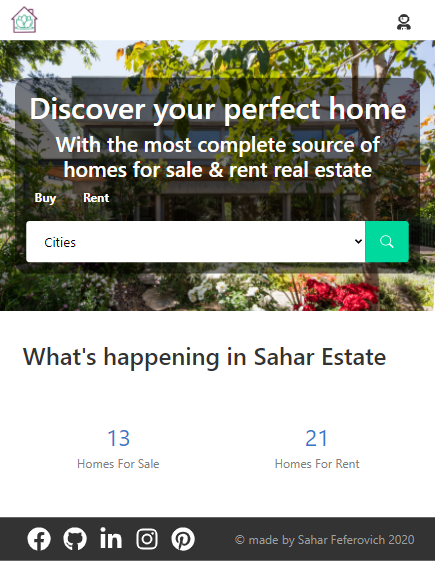 Discover your perfect home
With the most complete source of
homes for sale & rent real estate
Buy Rent
Cities
What's happening in Sahar Estate
13 21
Homes For Sale Homes For Rent
© made by Sahar Feferovich 2020